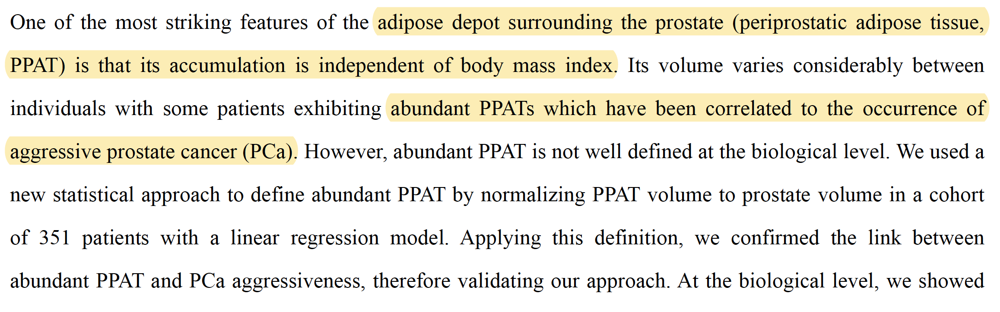 One of the most striking features of the adipose depot surrounding the prostate (periprostatic adipose tissue,
PPAT) is that its accumulation is independent of body mass index. Its volume varies considerably between
individuals with some patients exhibiting abundant PPATs which have been correlated to the occurrence of
aggressive prostate cancer (PCa). However, abundant PPAT is not well defined at the biological level. We used a
new statistical approach to define abundant PPAT by normalizing PPAT volume to prostate volume in a cohort
of 351 patients with a linear regression model. Applying this definition, we confirmed the link between
abundant PPAT and PCa aggressiveness, therefore validating our approach. At the biological level, we showed